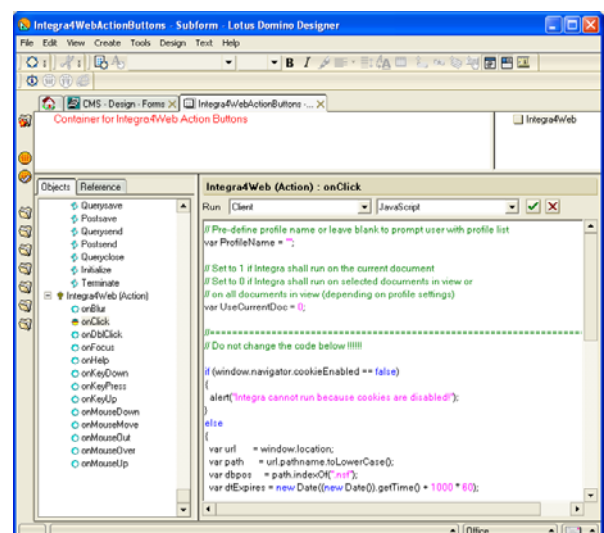 Integra4WebActionButtons - Subform - Lotus Domino Designer
File Edit View Create Tools Design Text Help
B I
CMS - Design - Forms Integra4WebActionButtons -...
Container for Integra4Web Action Buttons
Integra4Web
Objects Reference
Integra4Web (Action) : onClick
Run Client JavaScript
Querysave
Postsave
Querysend
Postsend
Queryclose
Initialize
Terminate
Integra4Web (Action)
onBlur
onClick
onDblClick
onFocus
onHelp
onKeyDown
onKeyPress
onKeyUp
onMouseDown
onMouseMove
onMouseOut
onMouseOver
onMouseUp
// Pre-define profile name or leave blank to prompt user with profile list
var ProfileName = "";
// Set to 1 if Integra shall run on the current document
// Set to 0 if Integra shall run on selected documents in view or
// on all documents in view (depending on profile settings)
var UseCurrentDoc = 0;
// Do not change the code below !!!!!!
if (window.navigator.cookieEnabled == false)
{
alert("Integra cannot run because cookies are disabled!");
}
else
{
var url = window.location;
var path = url.pathname.toLowerCase();
var dbpos = path.indexOf(".nsf");
var dtExpires = new Date((new Date()).getTime() + 1000 * 60);
Office